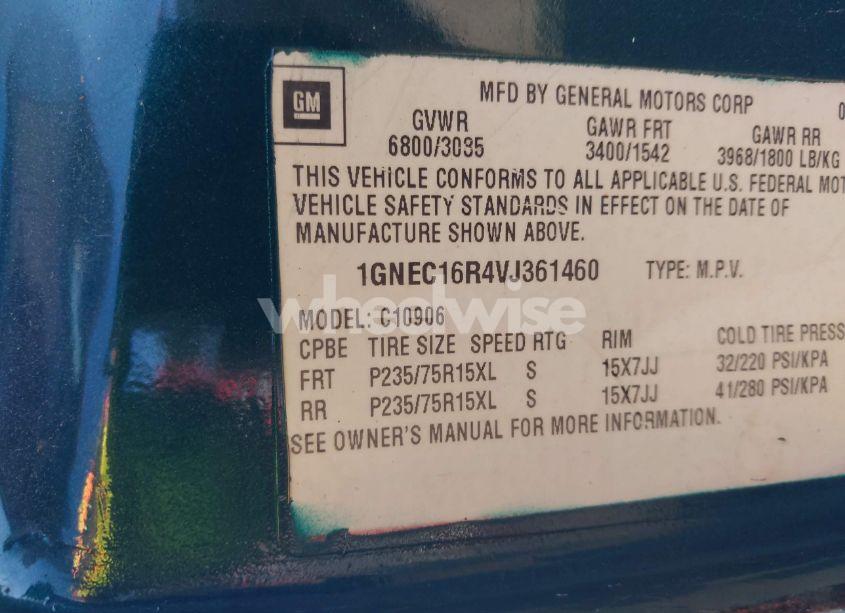 GM
MFD BY GENERAL MOTORS CORP 0
GVWR GAWR FRT GAWR RR
6800/3085 3400/1542 3968/1800 LB/KG
THIS VEHICLE CONFORMS TO ALL APPLICABLE U.S. FEDERAL MOT
VEHICLE SAFETY STANDARDS IN EFFECT ON THE DATE OF
MANUFACTURE SHOWN ABOVE.
1GNEC16R4VJ361460 TYPE: M.P.V.
wheelwise
MODEL: C10906
CPBE TIRE SIZE SPEED RTG RIM COLD TIRE PRESS
FRT P235/75R15XL S 15X7JJ 32/220 PSI/KPA
RR P235/75R15XL S 15X7JJ 41/280 PSI/KPA
SEE OWNER'S MANUAL FOR MORE INFORMATION.